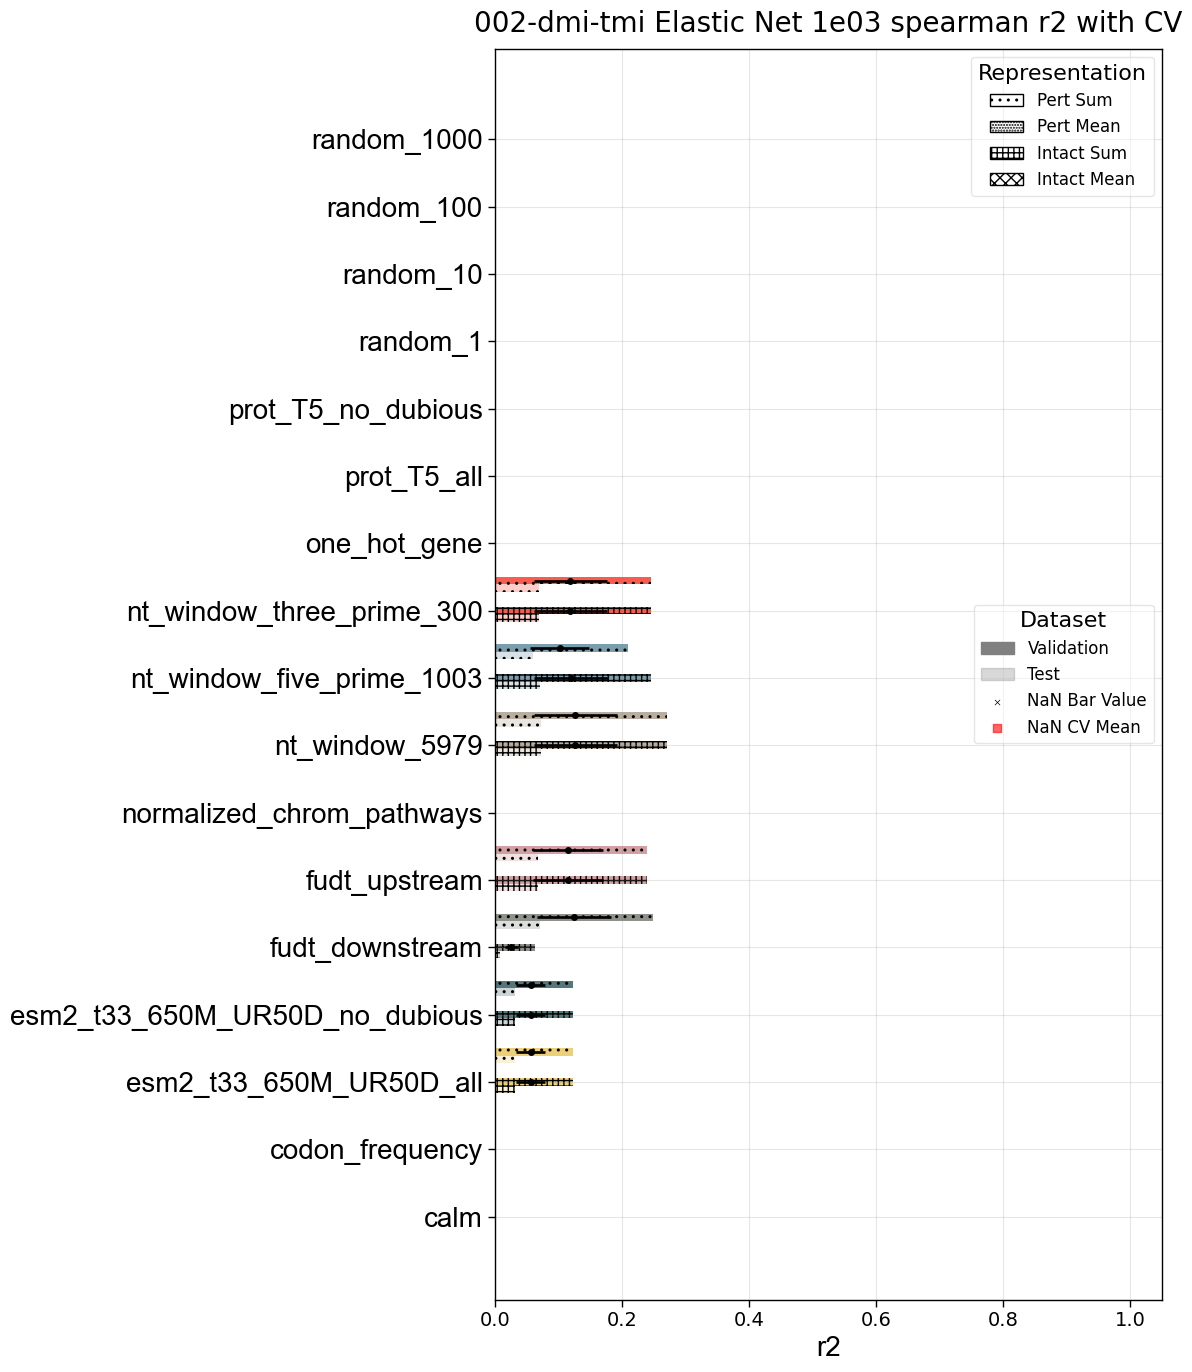 002-dmi-tmi Elastic Net 1e03 spearman r2 with CV
Representation
Pert Sum
Pert Mean
Intact Sum
Intact Mean
random_1000
random_100
random_10
random_1
prot_T5_no_dubious
prot_T5_all
one_hot_gene
nt_window_three_prime_300
nt_window_five_prime_1003
nt_window_5979
normalized_chrom_pathways
fudt_upstream
fudt_downstream
esm2_t33_650M_UR50D_no_dubious
esm2_t33_650M_UR50D_all
codon_frequency
calm
Dataset
Validation
Test
NaN Bar Value
NaN CV Mean
0.0 0.2 0.4 0.6 0.8 1.0
r2